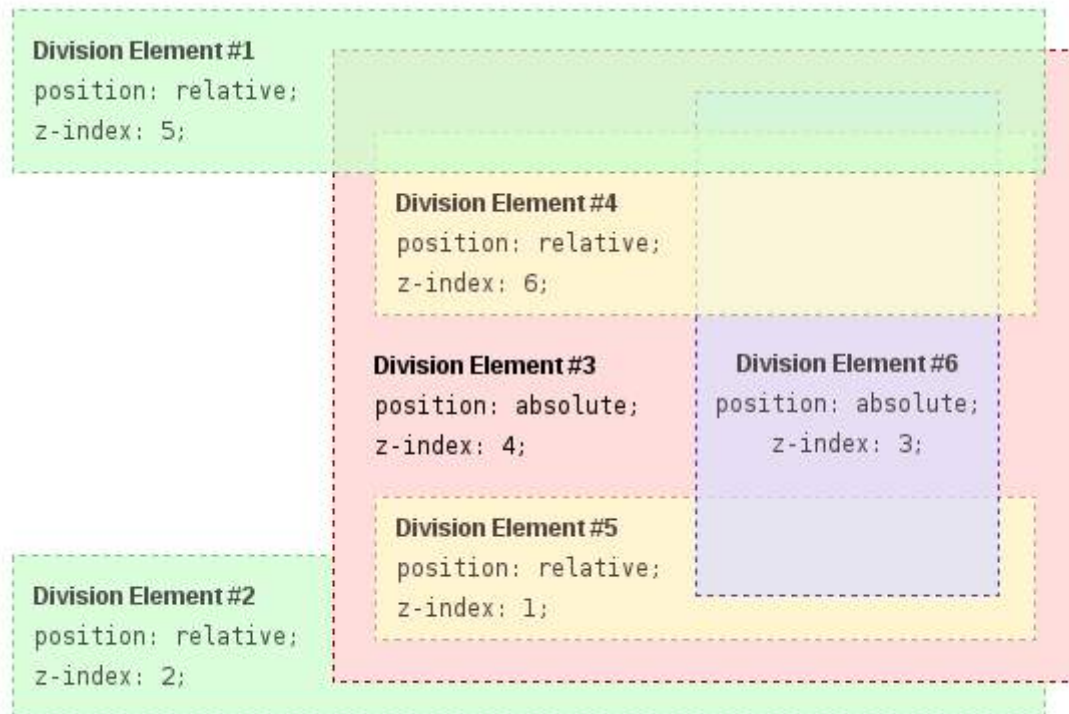 Division Element #1
position: relative;
z-index: 5;
Division Element #4
position: relative;
z-index: 6;
Division Element #3
position: absolute;
z-index: 4;
Division Element #6
position: absolute;
z-index: 3;
Division Element #5
position: relative;
z-index: 1;
Division Element #2
position: relative;
z-index: 2;